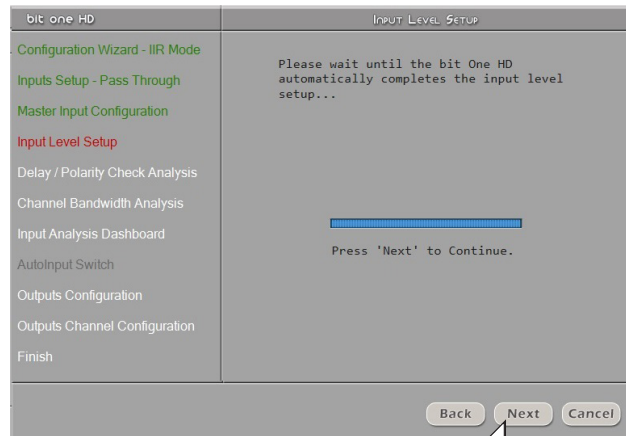 bit one HD
Input Level Setup
Configuration Wizard - IIR Mode
Inputs Setup - Pass Through
Master Input Configuration
Input Level Setup
Delay / Polarity Check Analysis
Channel Bandwidth Analysis
Input Analysis Dashboard
AutoInput Switch
Outputs Configuration
Outputs Channel Configuration
Finish
Please wait until the bit One HD
automatically completes the input level
setup...
Press 'Next' to Continue.
Back
Next
Cancel